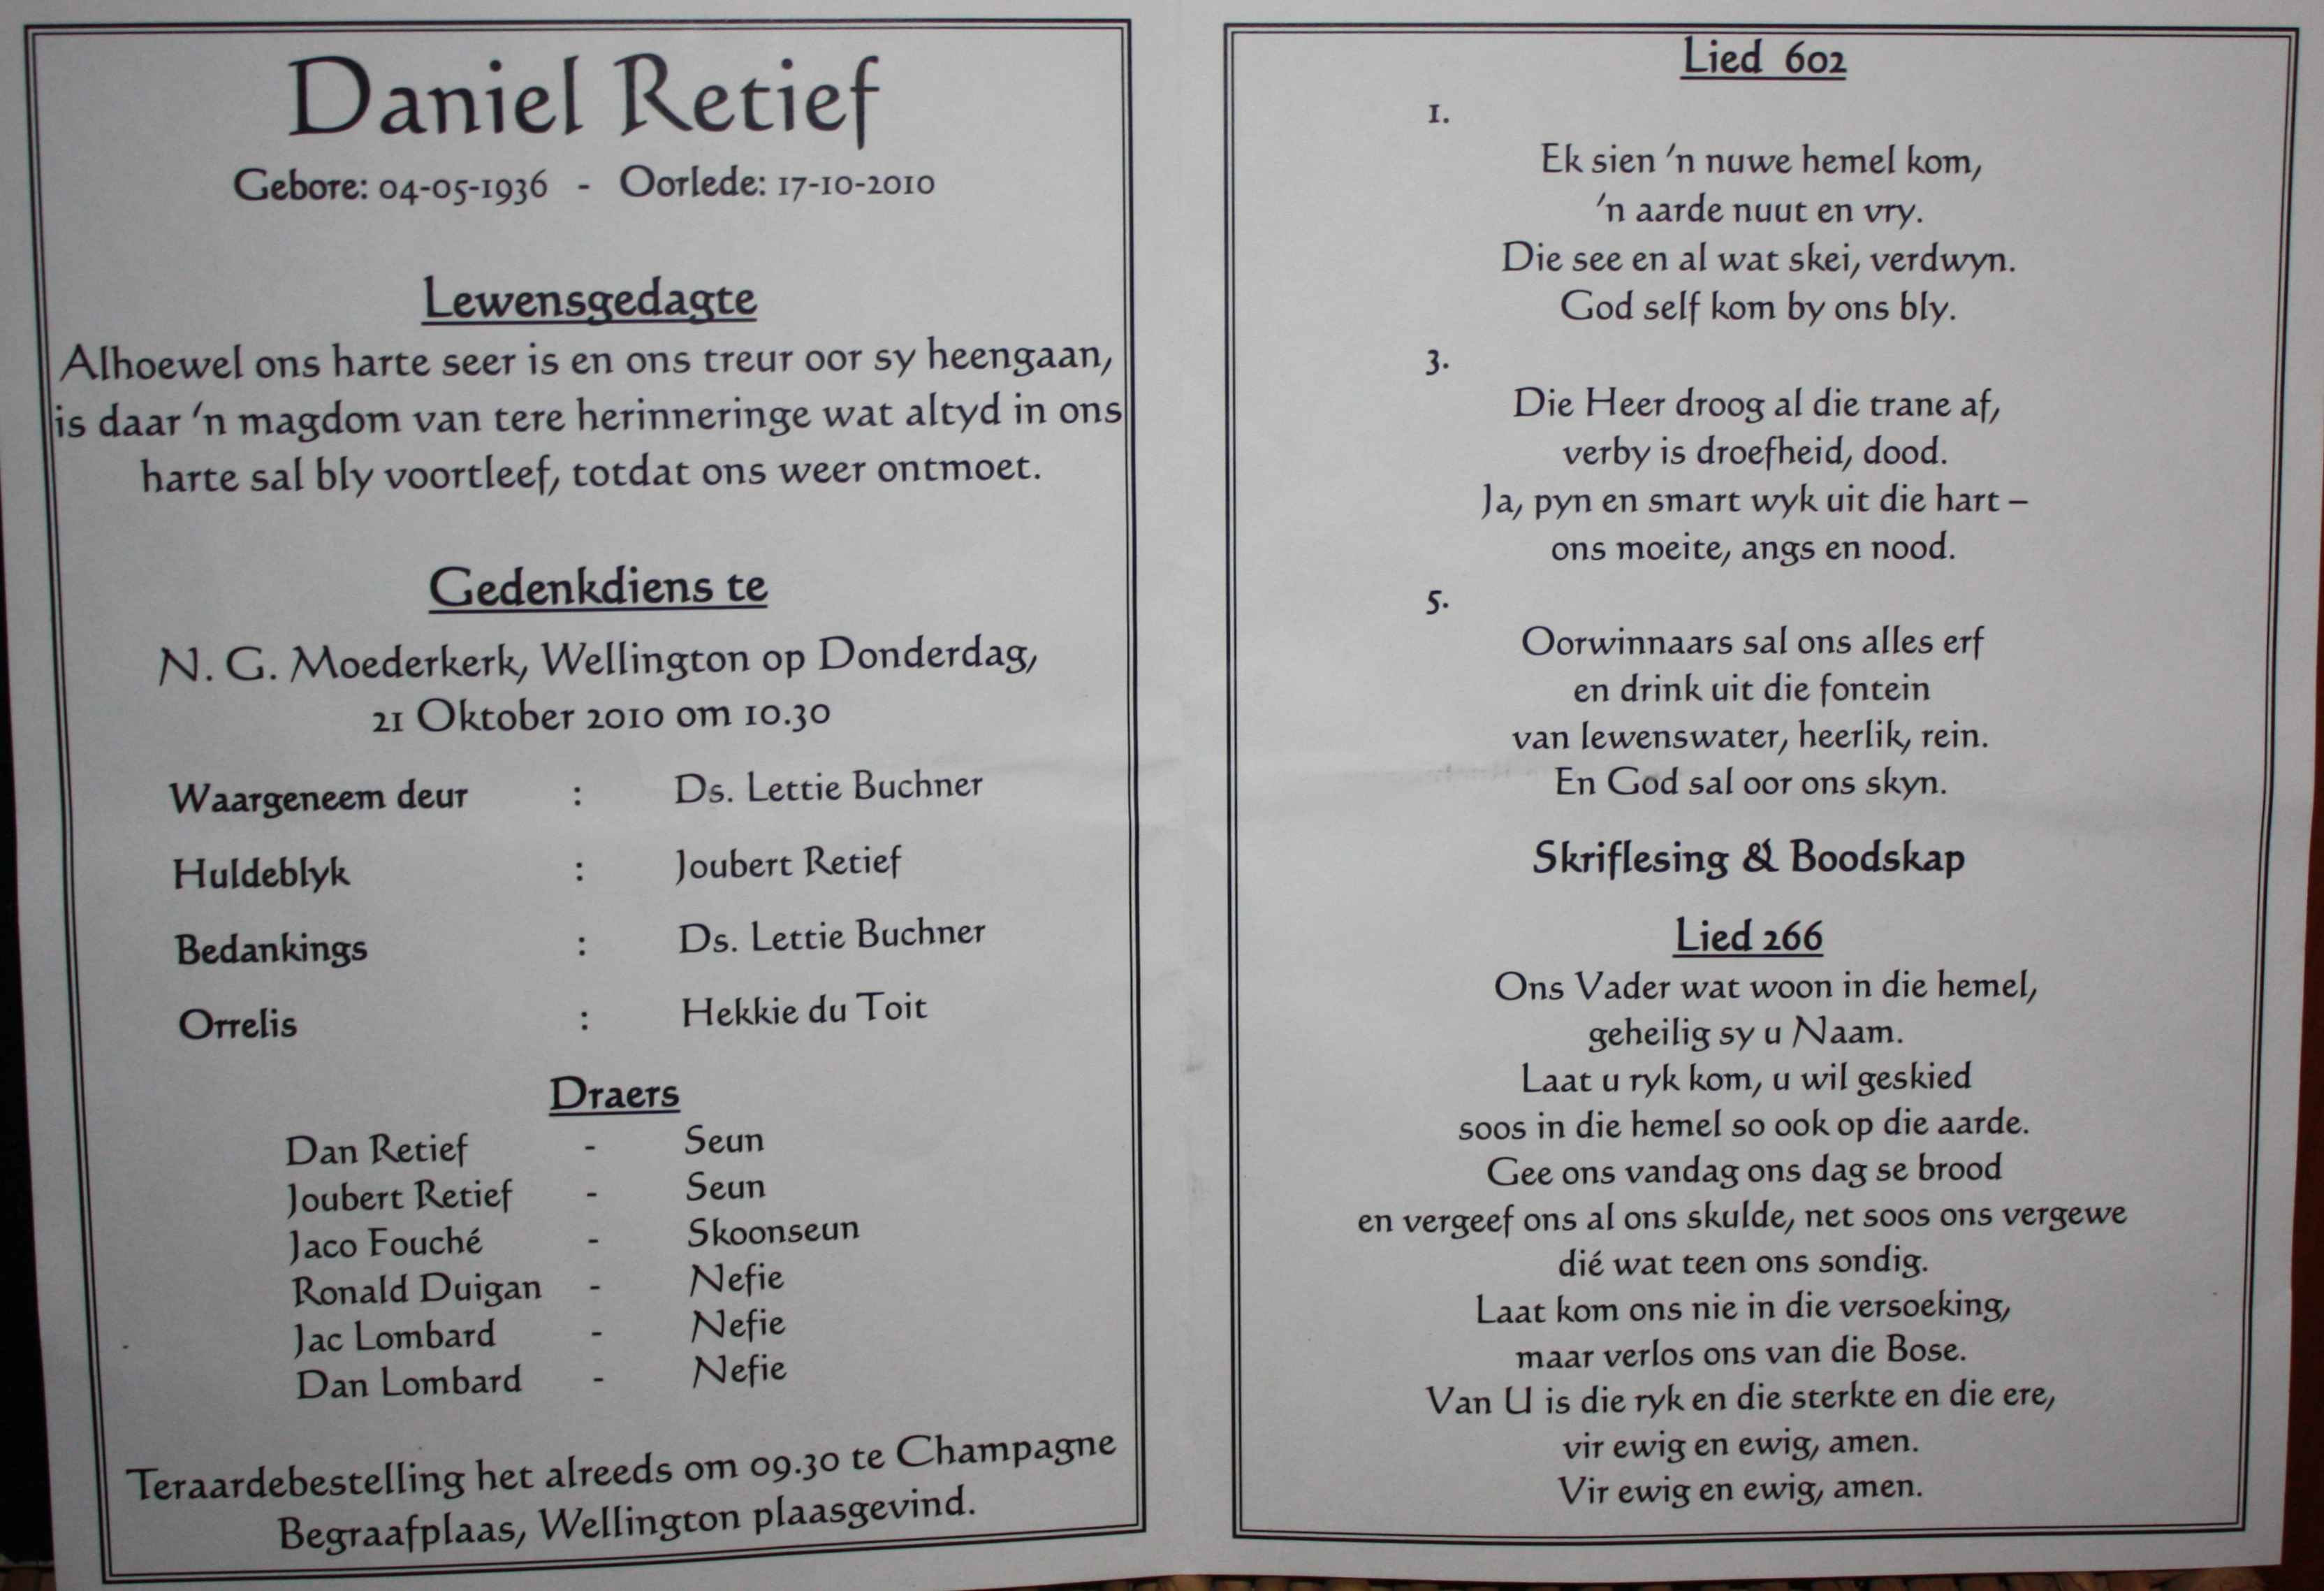 Daniel Retief
Gebore: 04-05-1936 - Oorlede: 17-10-2010
Lewensgedagte
Alhoewel ons harte seer is en ons treur oor sy heengaan,
is daar 'n magdom van tere herinneringe wat altyd in ons
harte sal bly voortleef, totdat ons weer ontmoet.
Gedenkdiens te
N. G. Moederkerk, Wellington op Donderdag,
21 Oktober 2010 om 10.30
Waargeneem deur : Ds. Lettie Buchner
Huldeblyk : Joubert Retief
Bedankings : Ds. Lettie Buchner
Orrelis : Hekkie du Toit
Draers
Dan Retief - Seun
Joubert Retief - Seun
Jaco Fouché - Skoonseun
Ronald Duigan - Nefie
Jac Lombard - Nefie
Dan Lombard - Nefie
Teraardebestelling het alreeds om 09.30 te Champagne
Begraafplaas, Wellington plaasgevind.
Lied 602
1.
Ek sien 'n nuwe hemel kom,
'n aarde nuut en vry.
Die see en al wat skei, verdwyn.
God self kom by ons bly.
3.
Die Heer droog al die trane af,
verby is droefheid, dood.
Ja, pyn en smart wyk uit die hart –
ons moeite, angs en nood.
5.
Oorwinnaars sal ons alles erf
en drink uit die fontein
van lewenswater, heerlik, rein.
En God sal oor ons skyn.
Skriflesing & Boodskap
Lied 266
Ons Vader wat woon in die hemel,
geheilig sy u Naam.
Laat u ryk kom, u wil geskied
soos in die hemel so ook op die aarde.
Gee ons vandag ons dag se brood
en vergeef ons al ons skulde, net soos ons vergewe
dié wat teen ons sondig.
Laat kom ons nie in die versoeking,
maar verlos ons van die Bose.
Van U is die ryk en die sterkte en die ere,
vir ewig en ewig, amen.
Vir ewig en ewig, amen.